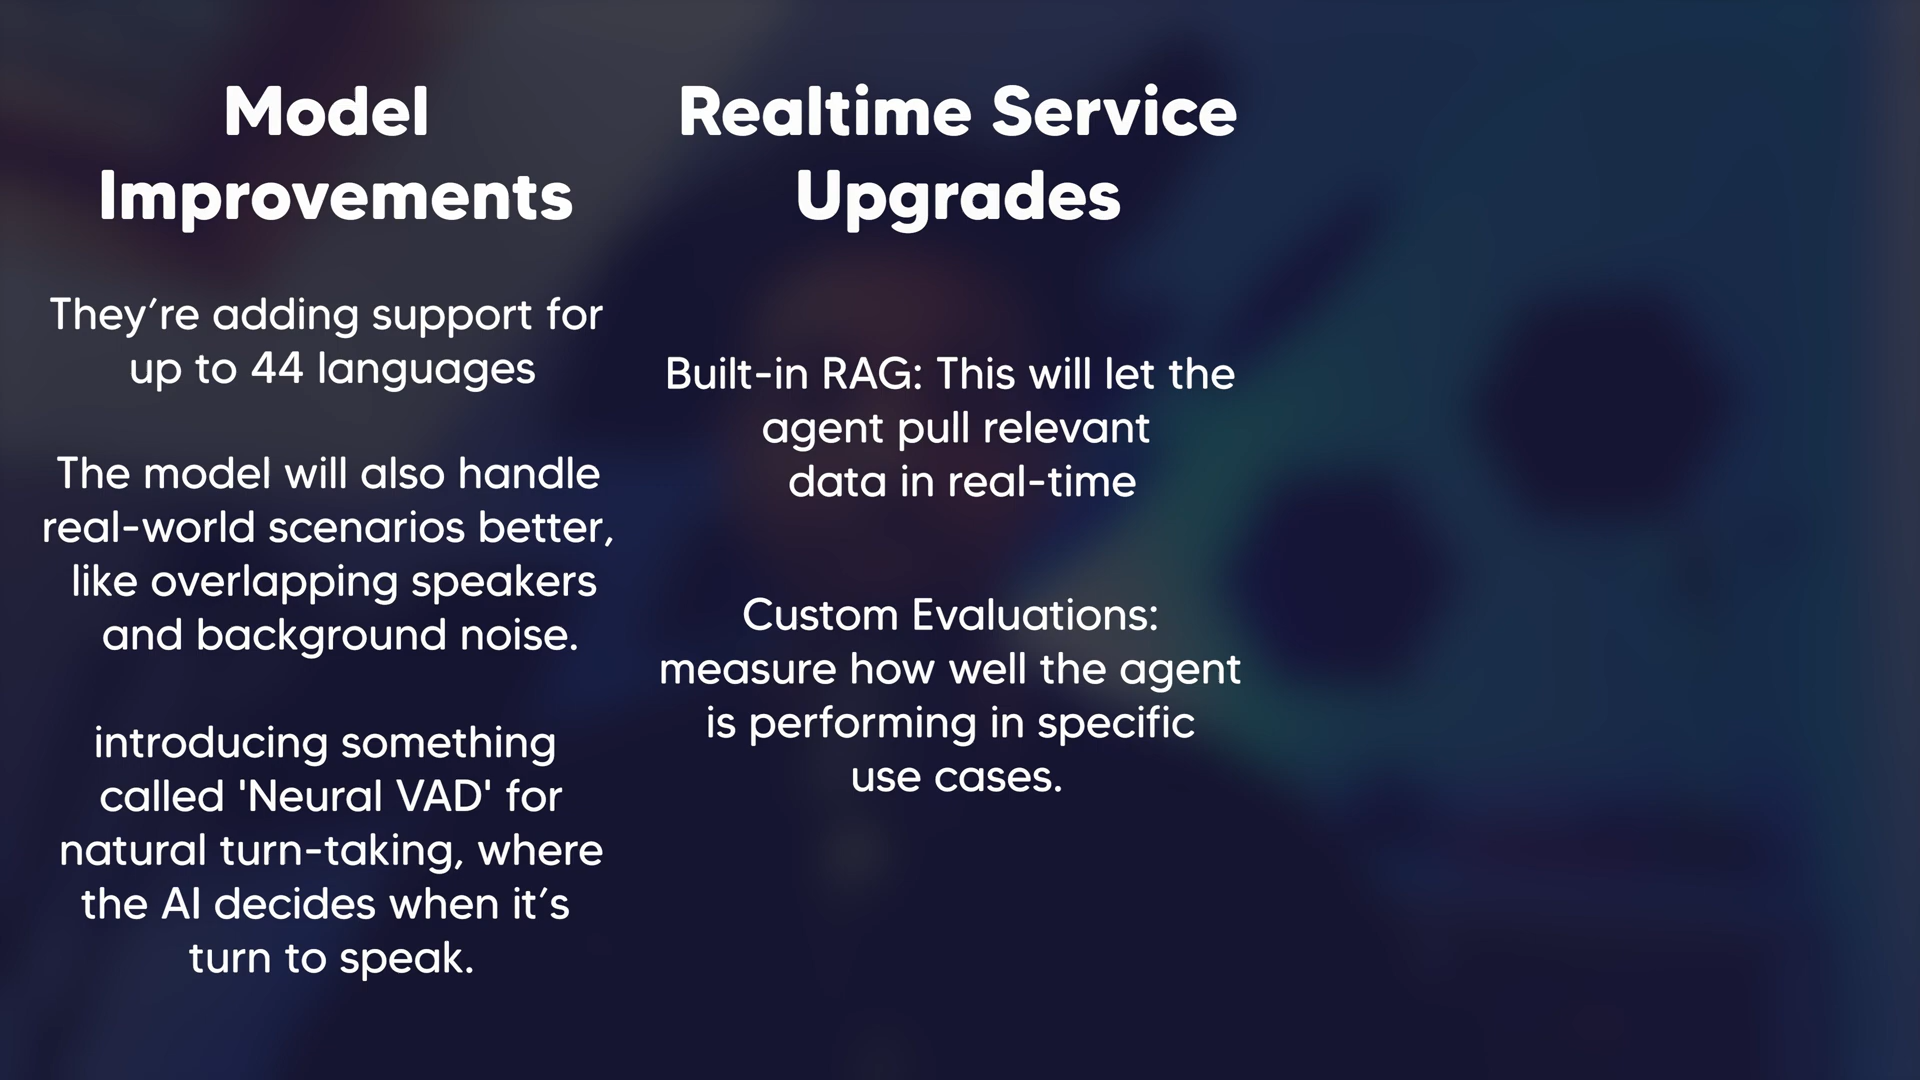 Model
Improvements
They’re adding support for
up to 44 languages
The model will also handle
real-world scenarios better,
like overlapping speakers
and background noise.
introducing something
called 'Neural VAD' for
natural turn-taking, where
the AI decides when it’s
turn to speak.
Realtime Service
Upgrades
Built-in RAG: This will let the
agent pull relevant
data in real-time
Custom Evaluations:
measure how well the agent
is performing in specific
use cases.